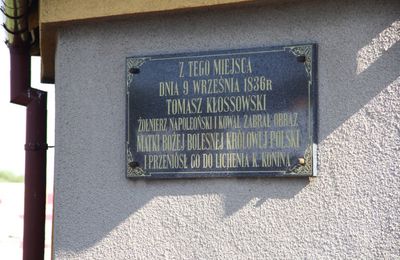 Z TEGO MIEJSCA
DNIA 9 WRZEŚNIA 1836R
TOMASZ KŁOSSOWSKI
ŻOŁNIERZ NAPOLEOŃSKI I KOWAL ZABRAŁ OBRAZ
MATKI BOŻEJ BOLESNEJ KRÓLOWEJ POLSKI
I PRZENIÓSŁ GO DO LICHENIA K. KONINA